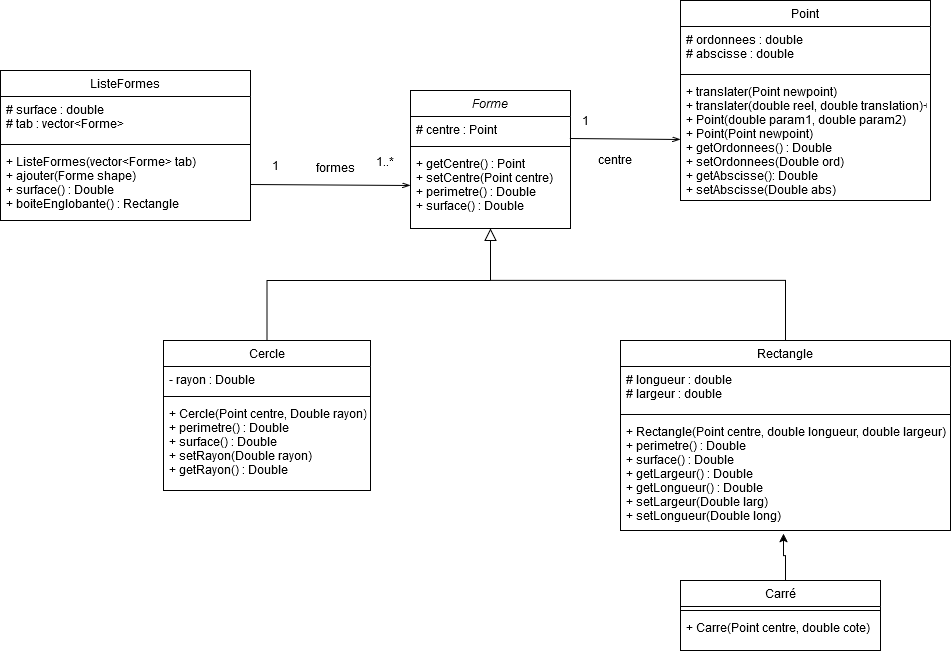 Point
# ordonnees : double
# abscisse : double
+ translater(Point newpoint)
+ translater(double reel, double translation)
+ Point(double param1, double param2)
+ Point(Point newpoint)
+ getOrdonnees() : Double
+ setOrdonnees(Double ord)
+ getAbscisse(): Double
+ setAbscisse(Double abs)
ListeFormes
# surface : double
# tab : vector<Forme>
+ ListeFormes(vector<Forme> tab)
+ ajouter(Forme shape)
+ surface() : Double
+ boiteEnglobante() : Rectangle
1
formes
1..*
Forme
# centre : Point
+ getCentre() : Point
+ setCentre(Point centre)
+ perimetre() : Double
+ surface() : Double
1
centre
Cercle
- rayon : Double
+ Cercle(Point centre, Double rayon)
+ perimetre() : Double
+ surface() : Double
+ setRayon(Double rayon)
+ getRayon() : Double
Rectangle
# longueur : double
# largeur : double
+ Rectangle(Point centre, double longueur, double largeur)
+ perimetre() : Double
+ surface() : Double
+ getLargeur() : Double
+ getLongueur() : Double
+ setLargeur(Double larg)
+ setLongueur(Double long)
Carré
+ Carre(Point centre, double cote)